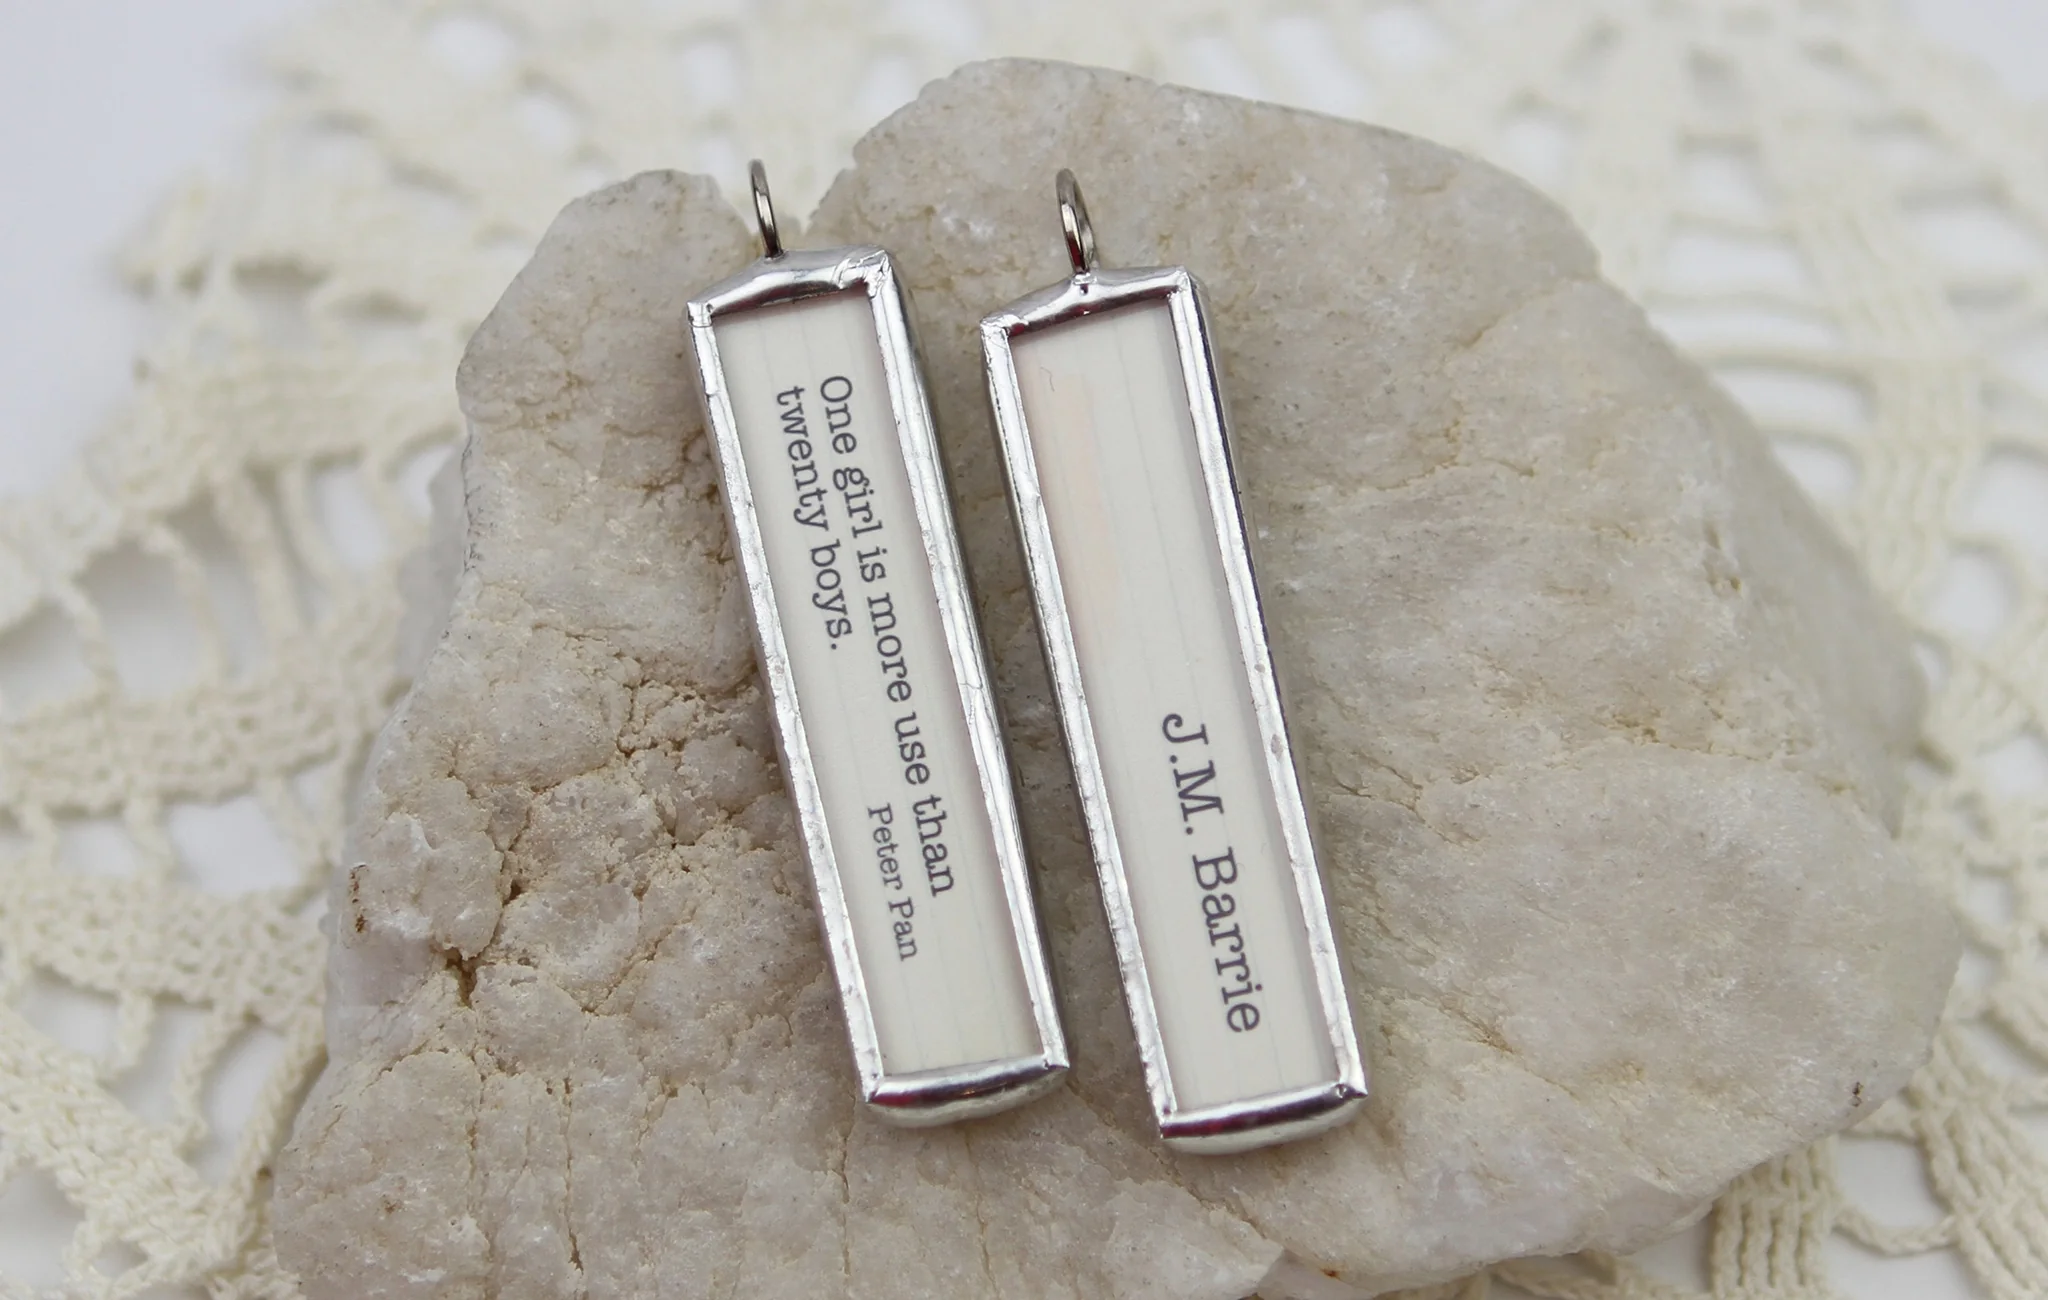 One girl is more use than
twenty boys.
Peter Pan
J.M. Barrie